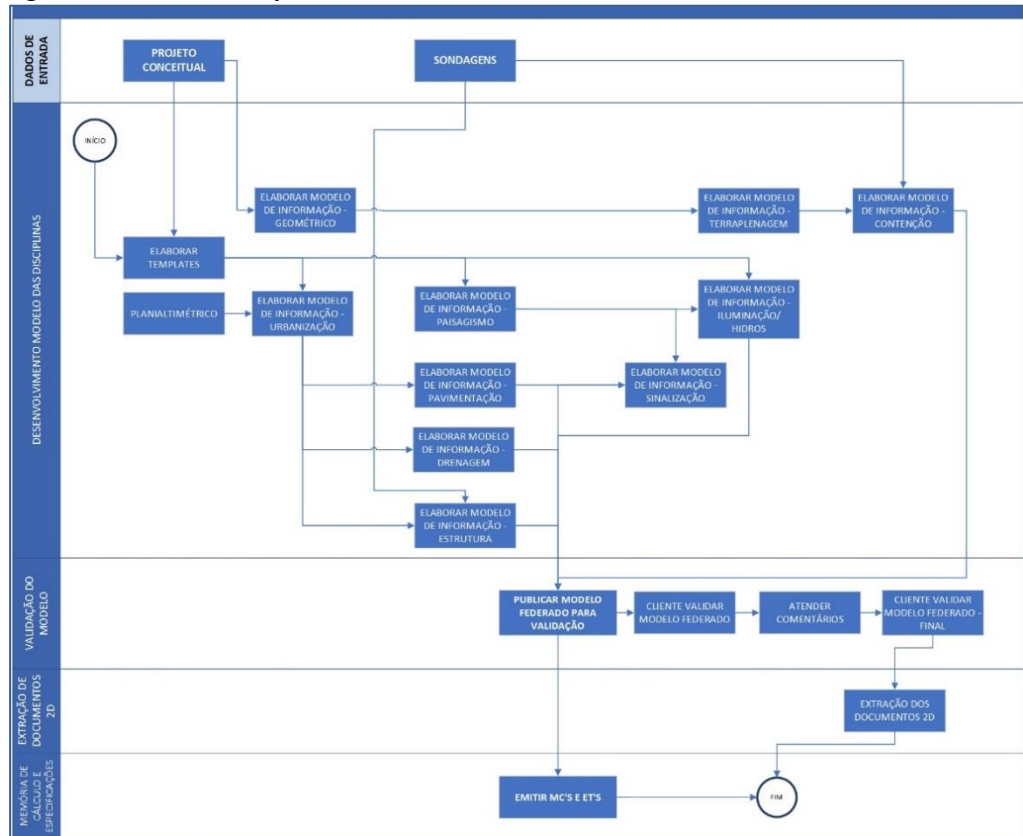 DADOS DE
ENTRADA
PROJETO
CONCEITUAL
SONDAGENS
DESENVOLVIMENTO MODELO DAS DISCIPLINAS
INÍCIO
ELABORAR MODELO
DE INFORMAÇÃO -
GEOMÉTRICO
ELABORAR MODELO
DE INFORMAÇÃO -
TERRAPLENAGEM
ELABORAR MODELO
DE INFORMAÇÃO -
CONTENÇÃO
ELABORAR
TEMPLATES
PLANIALTIMÉTRICO
ELABORAR MODELO
DE INFORMAÇÃO -
URBANIZAÇÃO
ELABORAR MODELO
DE INFORMAÇÃO -
PAISAGISMO
ELABORAR MODELO
DE INFORMAÇÃO -
ILUMINAÇÃO/
HIDROS
ELABORAR MODELO
DE INFORMAÇÃO -
PAVIMENTAÇÃO
ELABORAR MODELO
DE INFORMAÇÃO -
SINALIZAÇÃO
ELABORAR MODELO
DE INFORMAÇÃO -
DRENAGEM
ELABORAR MODELO
DE INFORMAÇÃO -
ESTRUTURA
VALIDAÇÃO DO
MODELO
PUBLICAR MODELO
FEDERADO PARA
VALIDAÇÃO
CLIENTE VALIDAR
MODELO FEDERADO
ATENDER
COMENTÁRIOS
CLIENTE VALIDAR
MODELO FEDERADO -
FINAL
EXTRAÇÃO DE
DOCUMENTOS
2D
EXTRAÇÃO DOS
DOCUMENTOS 2D
MEMÓRIA DE
CÁLCULO E
ESPECIFICAÇÕES
EMITIR MC'S E ET'S
FIM